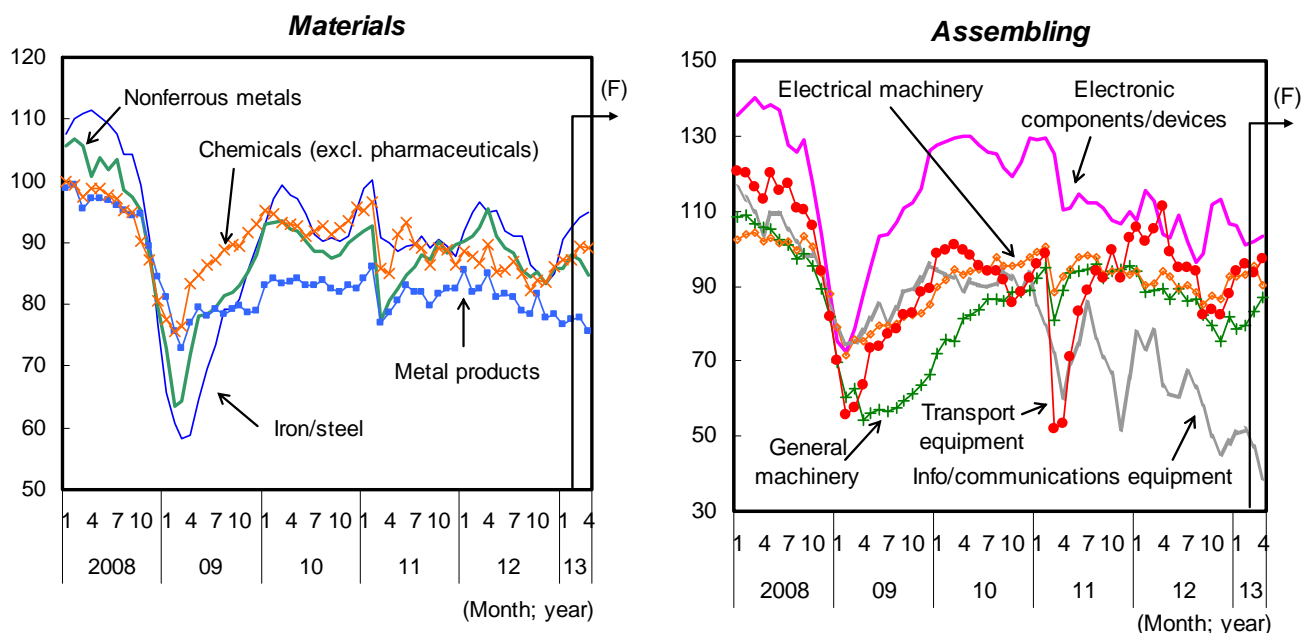 Materials
120
110
100
90
80
70
60
50
Nonferrous metals
Chemicals (excl. pharmaceuticals)
Metal products
Iron/steel
(F)
1 4 7 10 1 4 7 10 1 4 7 10 1 4 7 10 1 4 7 10 1 4
2008 09 10 11 12 13
(Month; year)
Assembling
150
130
110
90
70
50
30
Electrical machinery
Electronic
components/devices
(F)
Transport
equipment
General
machinery
Info/communications equipment
1 4 7 10 1 4 7 10 1 4 7 10 1 4 7 10 1 4 7 10 1 4
2008 09 10 11 12 13
(Month; year)